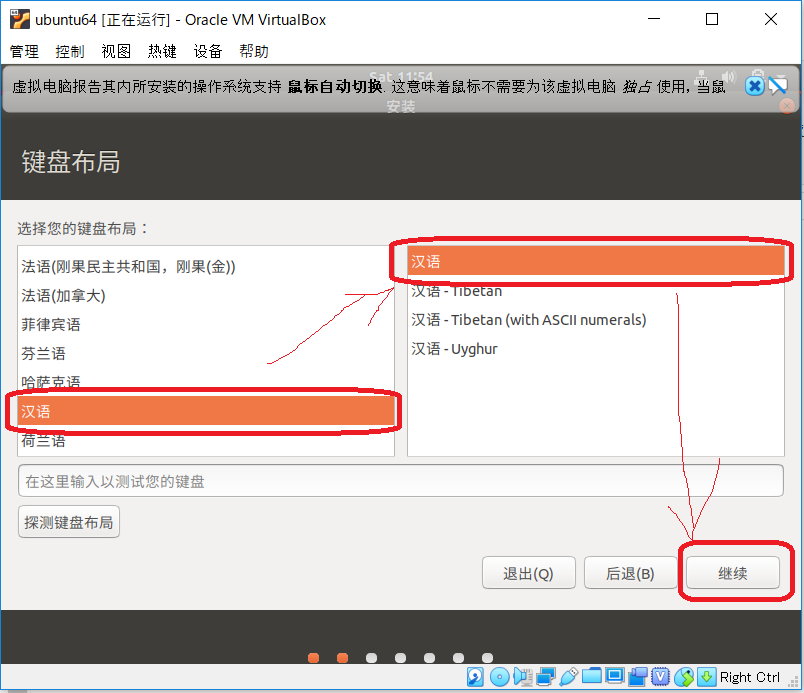 ubuntu64 [正在运行] - Oracle VM VirtualBox
管理 控制 视图 热键 设备 帮助
Sat 11:54
虚拟电脑报告其内所安装的操作系统支持 鼠标自动切换. 这意味着鼠标不需要为该虚拟电脑 独占 使用, 当鼠
安装
键盘布局
选择您的键盘布局：
法语(刚果民主共和国，刚果(金))
法语(加拿大)
菲律宾语
芬兰语
哈萨克语
汉语
荷兰语
汉语
汉语 - Tibetan
汉语 - Tibetan (with ASCII numerals)
汉语 - Uyghur
在这里输入以测试您的键盘
探测键盘布局
退出(Q) 后退(B) 继续
Right Ctrl